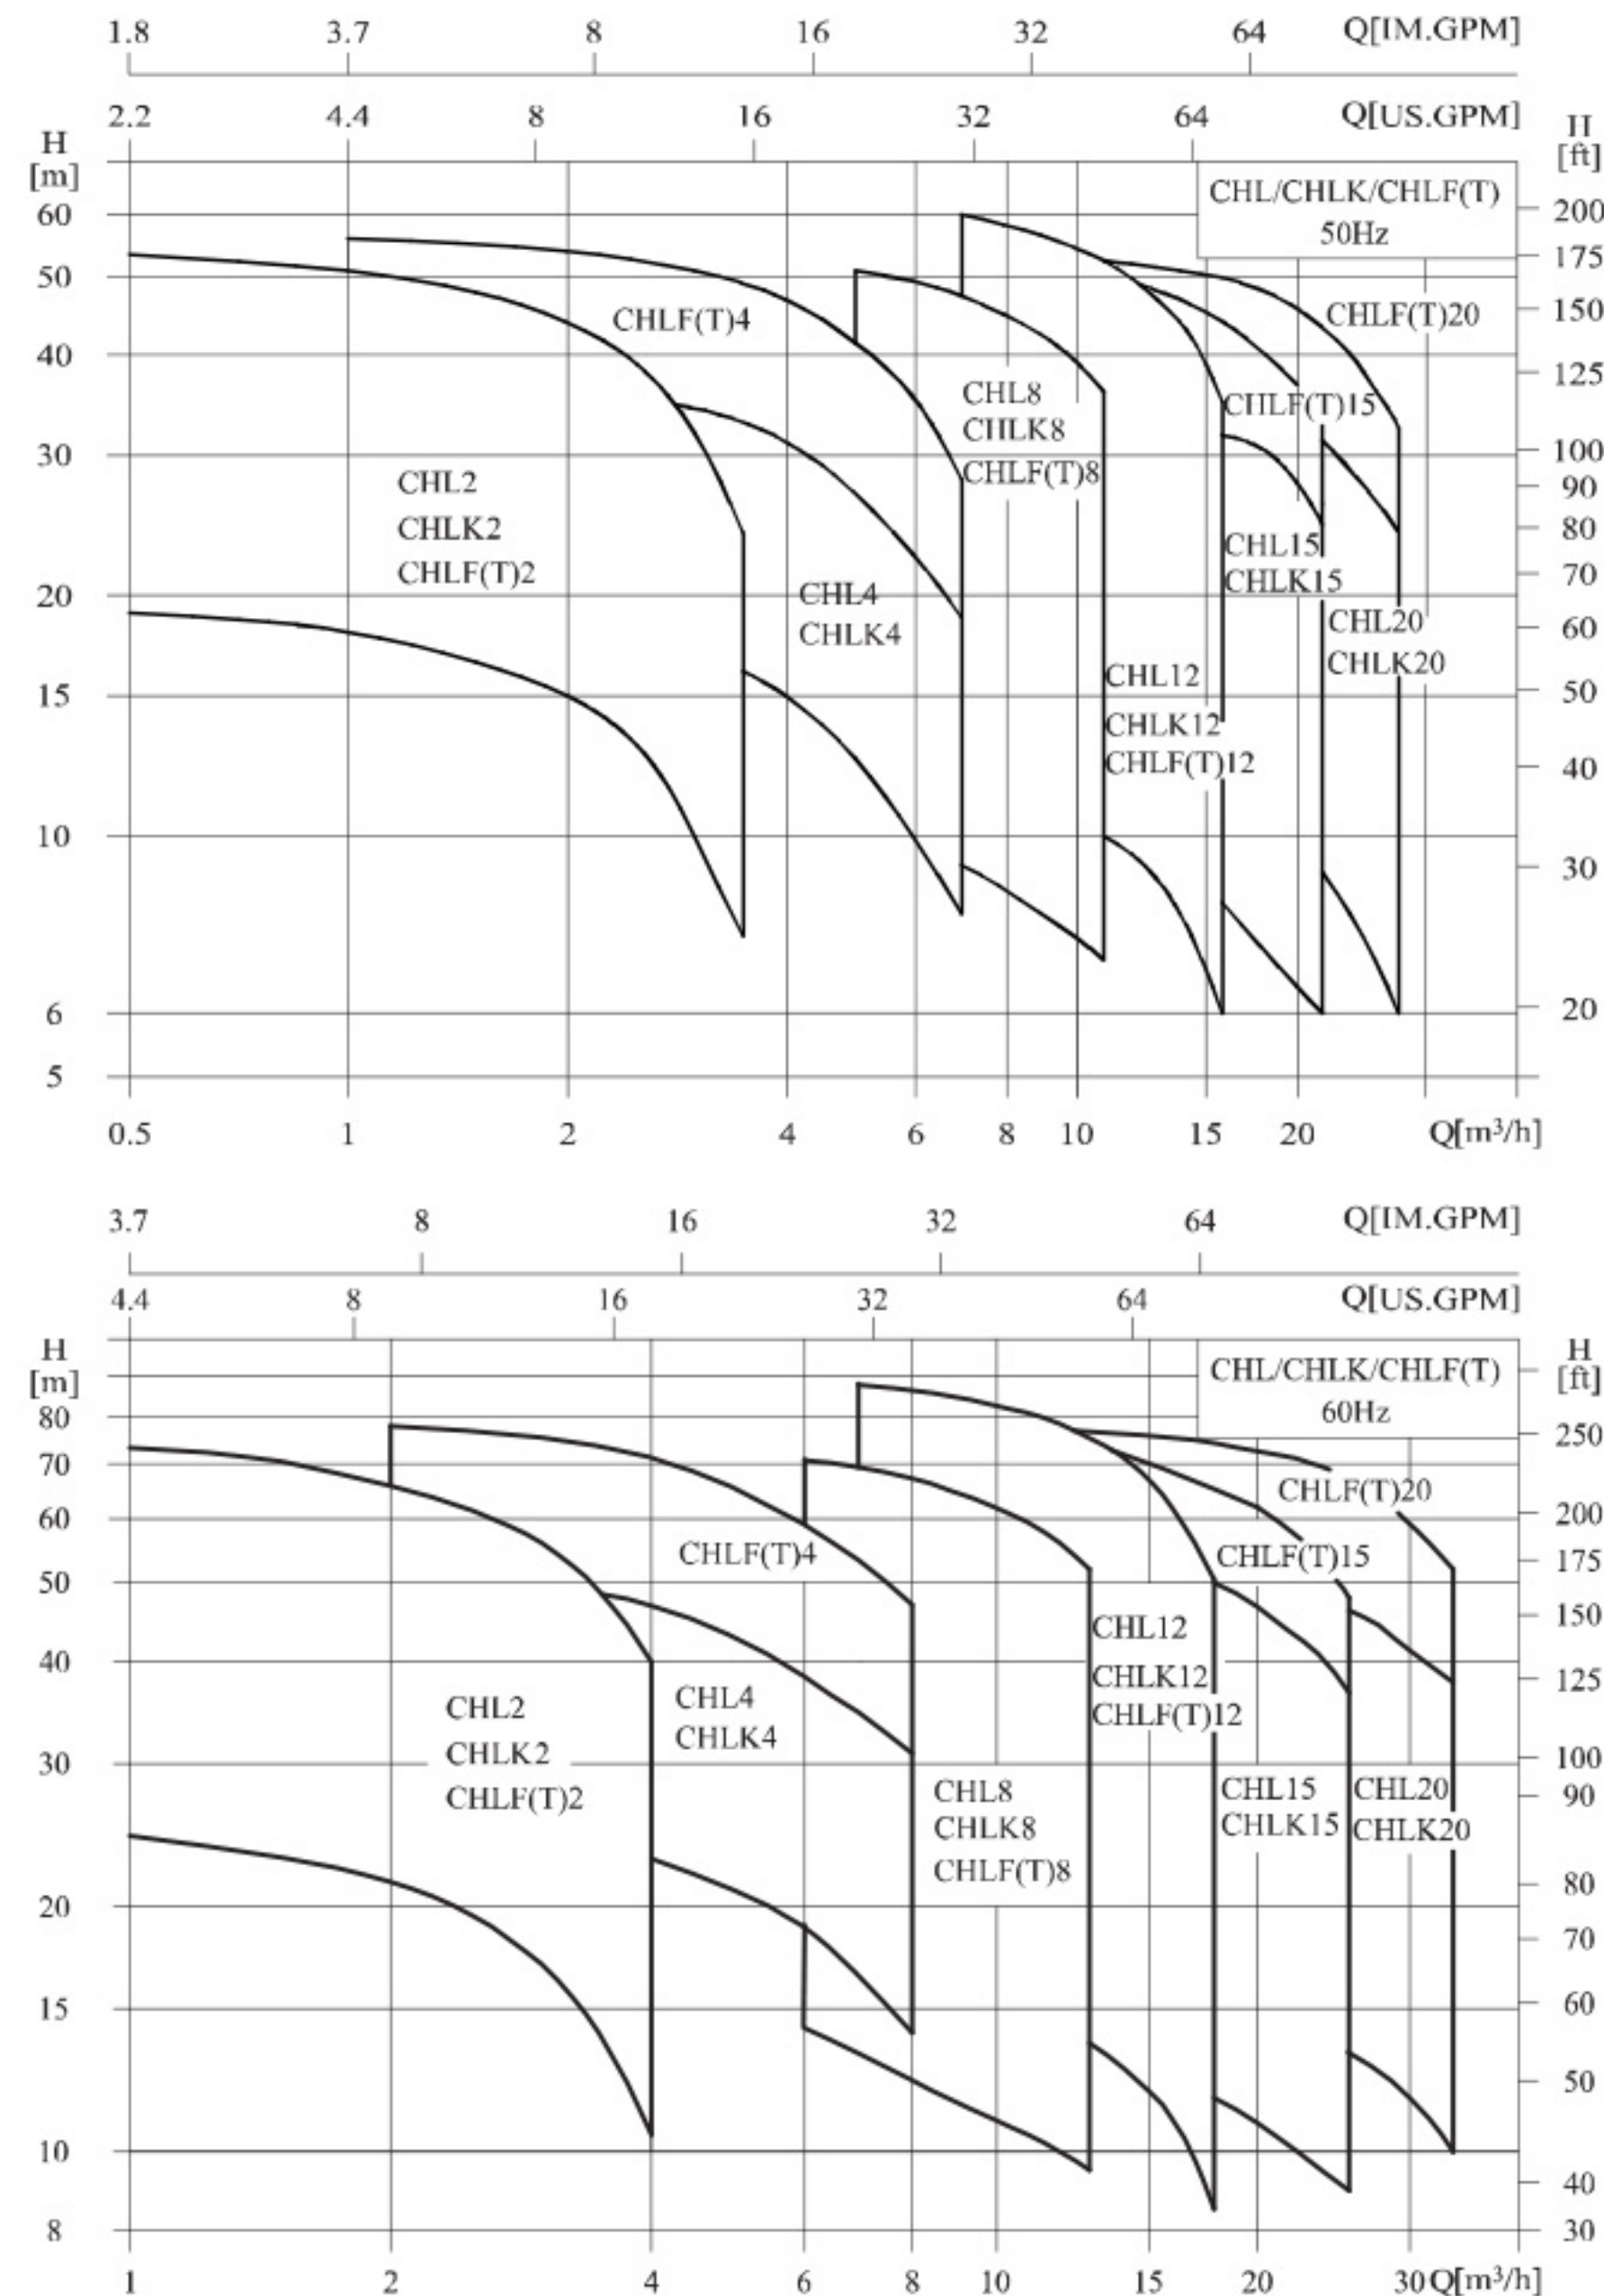 1.8 3.7 8 16 32 64 Q[IM.GPM]
2.2 4.4 8 16 32 64 Q[US.GPM]
H
[m]
H
[ft]
CHL/CHLK/CHLF(T)
50Hz
60
50
40
30
20
15
10
6
5
200
175
150
125
100
90
80
70
60
50
40
30
20
CHLF(T)4
CHLF(T)20
CHL8
CHLK8
CHLF(T)8
CHLF(T)15
CHL2
CHLK2
CHLF(T)2
CHL4
CHLK4
CHL15
CHLK15
CHL20
CHLK20
CHL12
CHLK12
CHLF(T)12
0.5 1 2 4 6 8 10 15 20 Q[m³/h]
3.7 8 16 32 64 Q[IM.GPM]
4.4 8 16 32 64 Q[US.GPM]
H
[m]
H
[ft]
CHL/CHLK/CHLF(T)
60Hz
80
70
60
50
40
30
20
15
10
8
250
200
175
150
125
100
90
80
70
60
50
40
30
CHLF(T)20
CHLF(T)4
CHLF(T)15
CHL12
CHLK12
CHLF(T)12
CHL2
CHLK2
CHLF(T)2
CHL4
CHLK4
CHL8
CHLK8
CHLF(T)8
CHL15
CHLK15
CHL20
CHLK20
1 2 4 6 8 10 15 20 30 Q[m³/h]